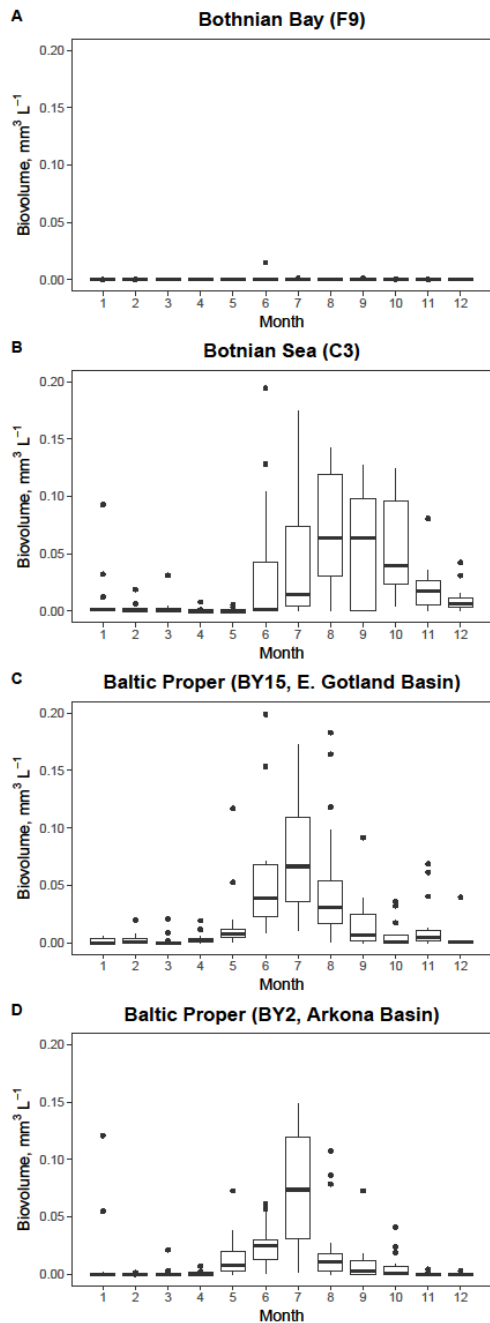 A
Bothnian Bay (F9)
0.20
0.15
0.10
0.05
0.00
Biovolume, mm³ L⁻¹
1 2 3 4 5 6 7 8 9 10 11 12
Month
B
Botnian Sea (C3)
0.20
0.15
0.10
0.05
0.00
Biovolume, mm³ L⁻¹
1 2 3 4 5 6 7 8 9 10 11 12
Month
C
Baltic Proper (BY15, E. Gotland Basin)
0.20
0.15
0.10
0.05
0.00
Biovolume, mm³ L⁻¹
1 2 3 4 5 6 7 8 9 10 11 12
Month
D
Baltic Proper (BY2, Arkona Basin)
0.20
0.15
0.10
0.05
0.00
Biovolume, mm³ L⁻¹
1 2 3 4 5 6 7 8 9 10 11 12
Month